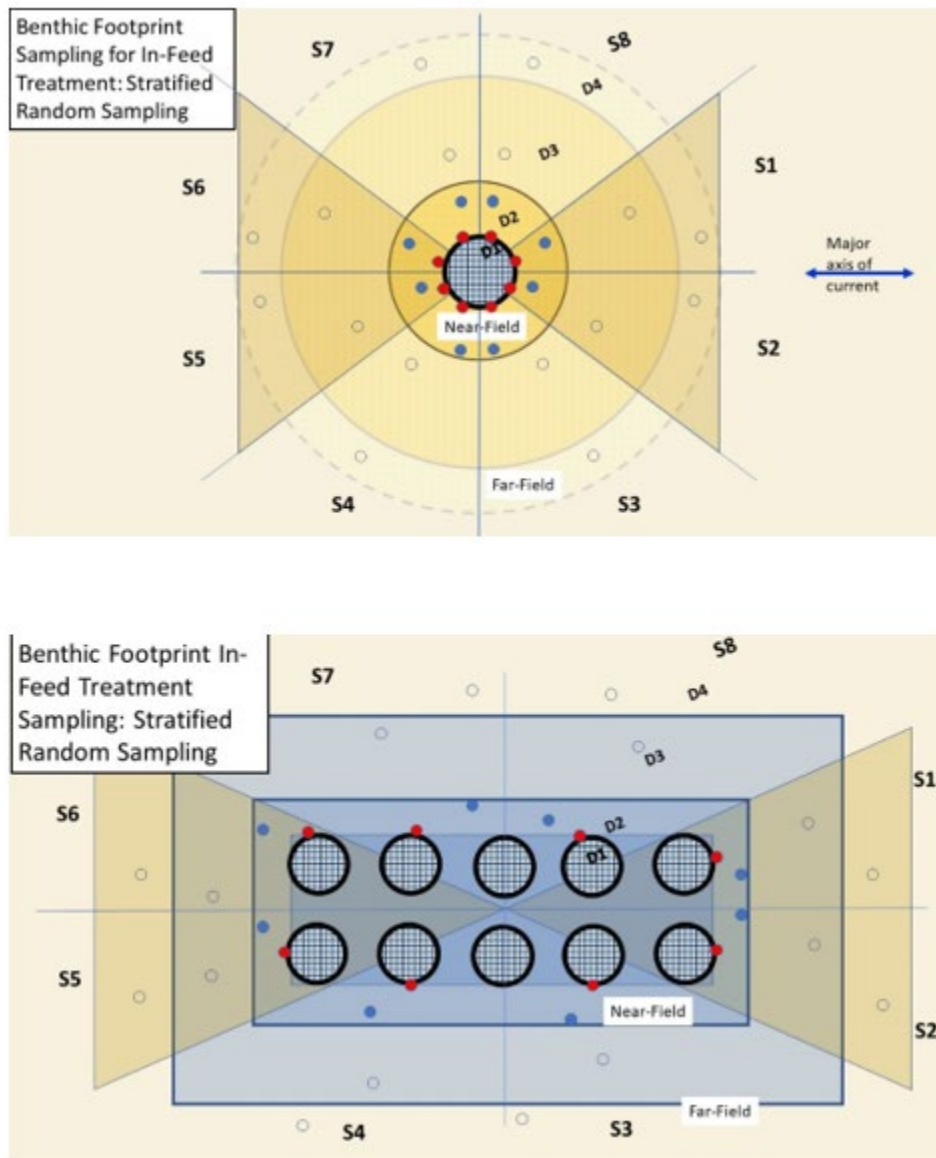 Benthic Footprint
Sampling for In-Feed
Treatment: Stratified
Random Sampling
S7
S8
D4
D3
S6
S1
D2
D1
Major
axis of
current
Near-Field
S5
S2
Far-Field
S4
S3
Benthic Footprint In-
Feed Treatment
Sampling: Stratified
Random Sampling
S7
S8
D4
D3
S1
S6
D2
D1
S5
Near-Field
S2
Far-Field
S4
S3